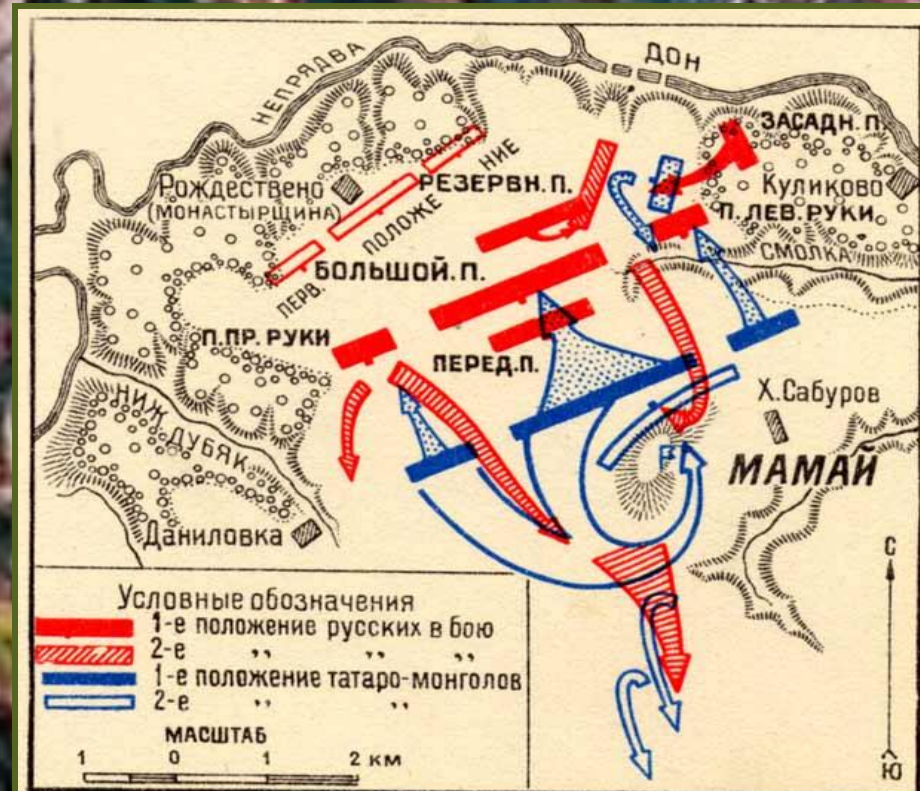 НЕПРЯДВА
ДОН
ЗАСАДН. П.
Рождествено
(МОНАСТЫРЩИНА)
РЕЗЕРВН. П.
Куликово
П. ЛЕВ. РУКИ
ПЕРВ. ПОЛОЖЕНИЕ
БОЛЬШОЙ. П.
СМОЛКА
П. ПР. РУКИ
ПЕРЕД. П.
Х. Сабуров
НИЖ. ДУБЯК
МАМАЙ
Даниловка
С
Ю
Условные обозначения
1-е положение русских в бою
2-е ,, ,, ,,
1-е положение татаро-монголов
2-е ,, ,,
МАСШТАБ
1 0 1 2 км